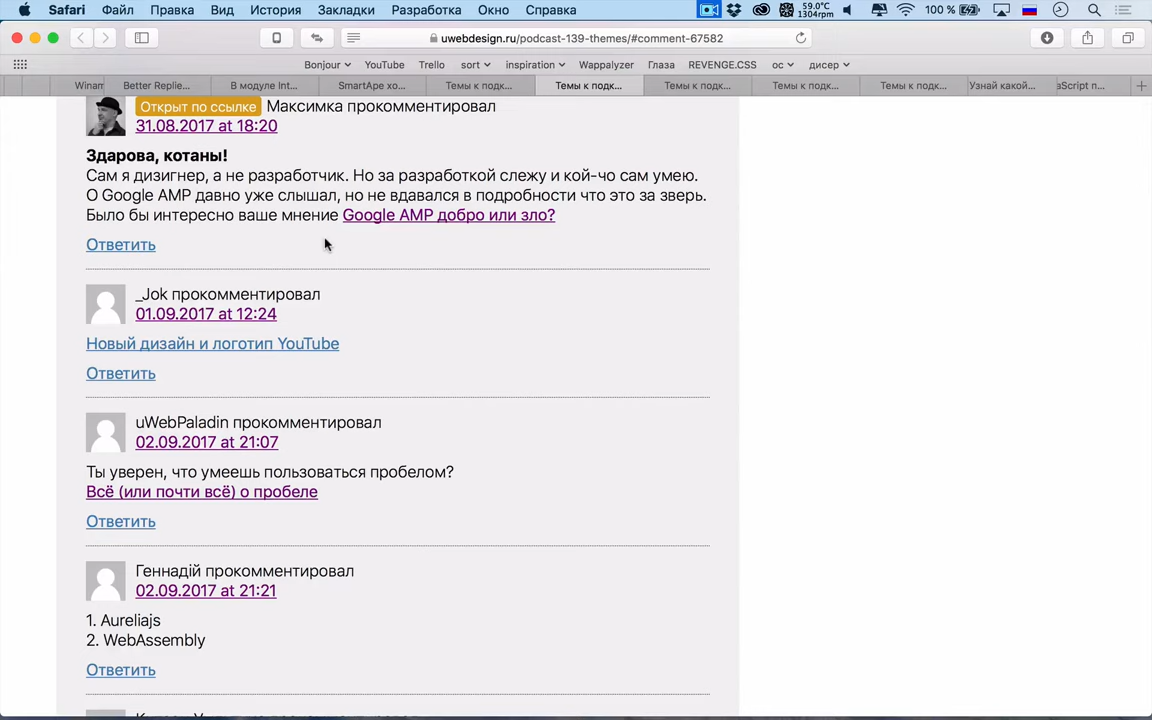 Safari Файл Правка Вид История Закладки Разработка Окно Справка 59.0°C 1304rpm 100 %
uwebdesign.ru/podcast-139-themes/#comment-67582
Bonjour YouTube Trello sort inspiration Wappalyzer Глаза REVENGE.CSS ос дисер
Winam Better Replie... В модуле Int... SmartApe хо... Темы к подк... Темы к подк... Темы к подк... Темы к подк... Темы к подк... Узнай какой... aScript п...
Открыт по ссылке Максимка прокомментировал
31.08.2017 at 18:20
Здарова, котаны!
Сам я дизигнер, а не разработчик. Но за разработкой слежу и кой-чо сам умею.
О Google AMP давно уже слышал, но не вдавался в подробности что это за зверь.
Было бы интересно ваше мнение Google AMP добро или зло?
Ответить
_Jok прокомментировал
01.09.2017 at 12:24
Новый дизайн и логотип YouTube
Ответить
uWebPaladin прокомментировал
02.09.2017 at 21:07
Ты уверен, что умеешь пользоваться пробелом?
Всё (или почти всё) о пробеле
Ответить
Геннадій прокомментировал
02.09.2017 at 21:21
1. Aureliajs
2. WebAssembly
Ответить